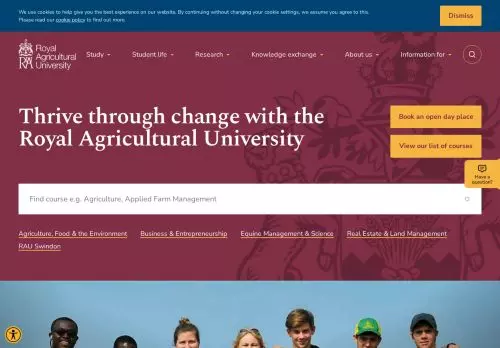 We use cookies to help give you the best experience on our website. By continuing without changing your cookie settings, we assume you agree to this.
Please read our cookie policy to find out more.
Dismiss
Royal
Agricultural
University
Study
Student life
Research
Knowledge exchange
About us
Information for
Thrive through change with the
Royal Agricultural University
Book an open day place
View our list of courses
Have a
question?
Find course e.g. Agriculture, Applied Farm Management
Agriculture, Food & the Environment
Business & Entrepreneurship
Equine Management & Science
Real Estate & Land Management
RAU Swindon